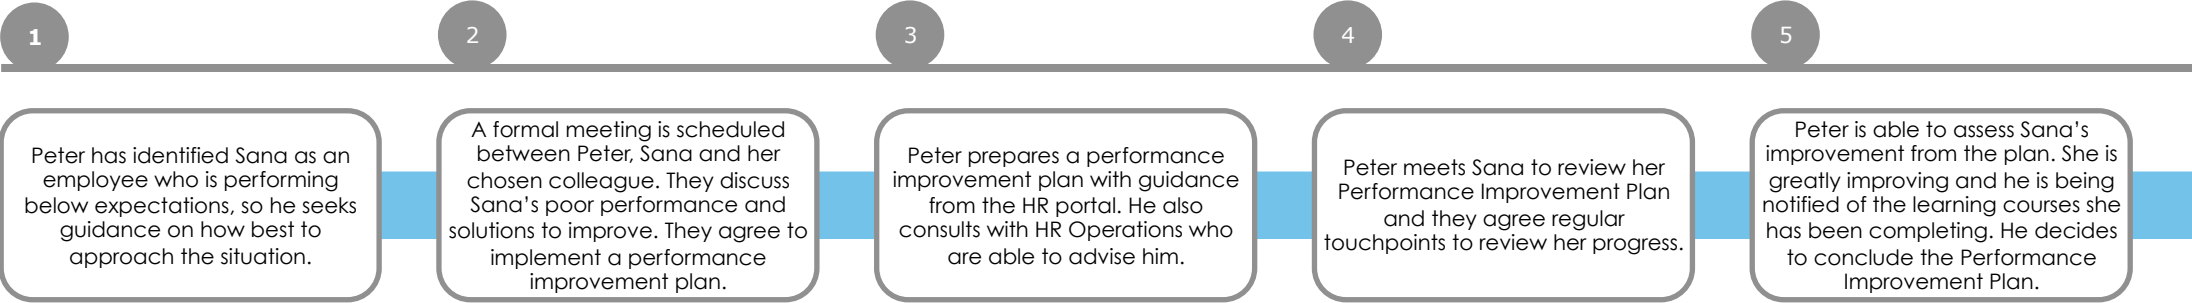 1
2
3
4
5
Peter has identified Sana as an
employee who is performing
below expectations, so he seeks
guidance on how best to
approach the situation.
A formal meeting is scheduled
between Peter, Sana and her
chosen colleague. They discuss
Sana’s poor performance and
solutions to improve. They agree to
implement a performance
improvement plan.
Peter prepares a performance
improvement plan with guidance
from the HR portal. He also
consults with HR Operations who
are able to advise him.
Peter meets Sana to review her
Performance Improvement Plan
and they agree regular
touchpoints to review her progress.
Peter is able to assess Sana’s
improvement from the plan. She is
greatly improving and he is being
notified of the learning courses she
has been completing. He decides
to conclude the Performance
Improvement Plan.